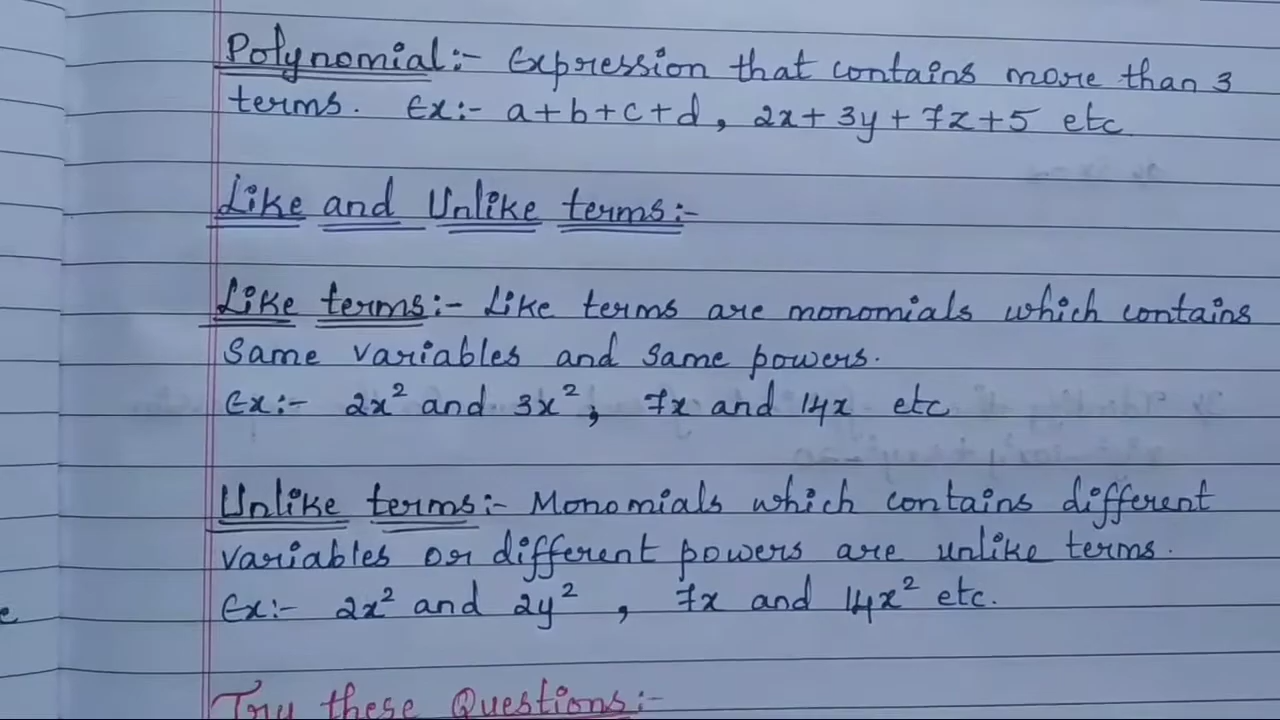 Polynomial:- Expression that contains more than 3
terms. Ex:- a+b+c+d, 2x+3y+7z+5 etc
Like and Unlike terms:-
Like terms:- Like terms are monomials which contains
same variables and same powers.
Ex:- 2x² and 3x², 7x and 14x etc
Unlike terms:- Monomials which contains different
variables or different powers are unlike terms.
Ex:- 2x² and 2y², 7x and 14x² etc.
e
Try these Questions:-